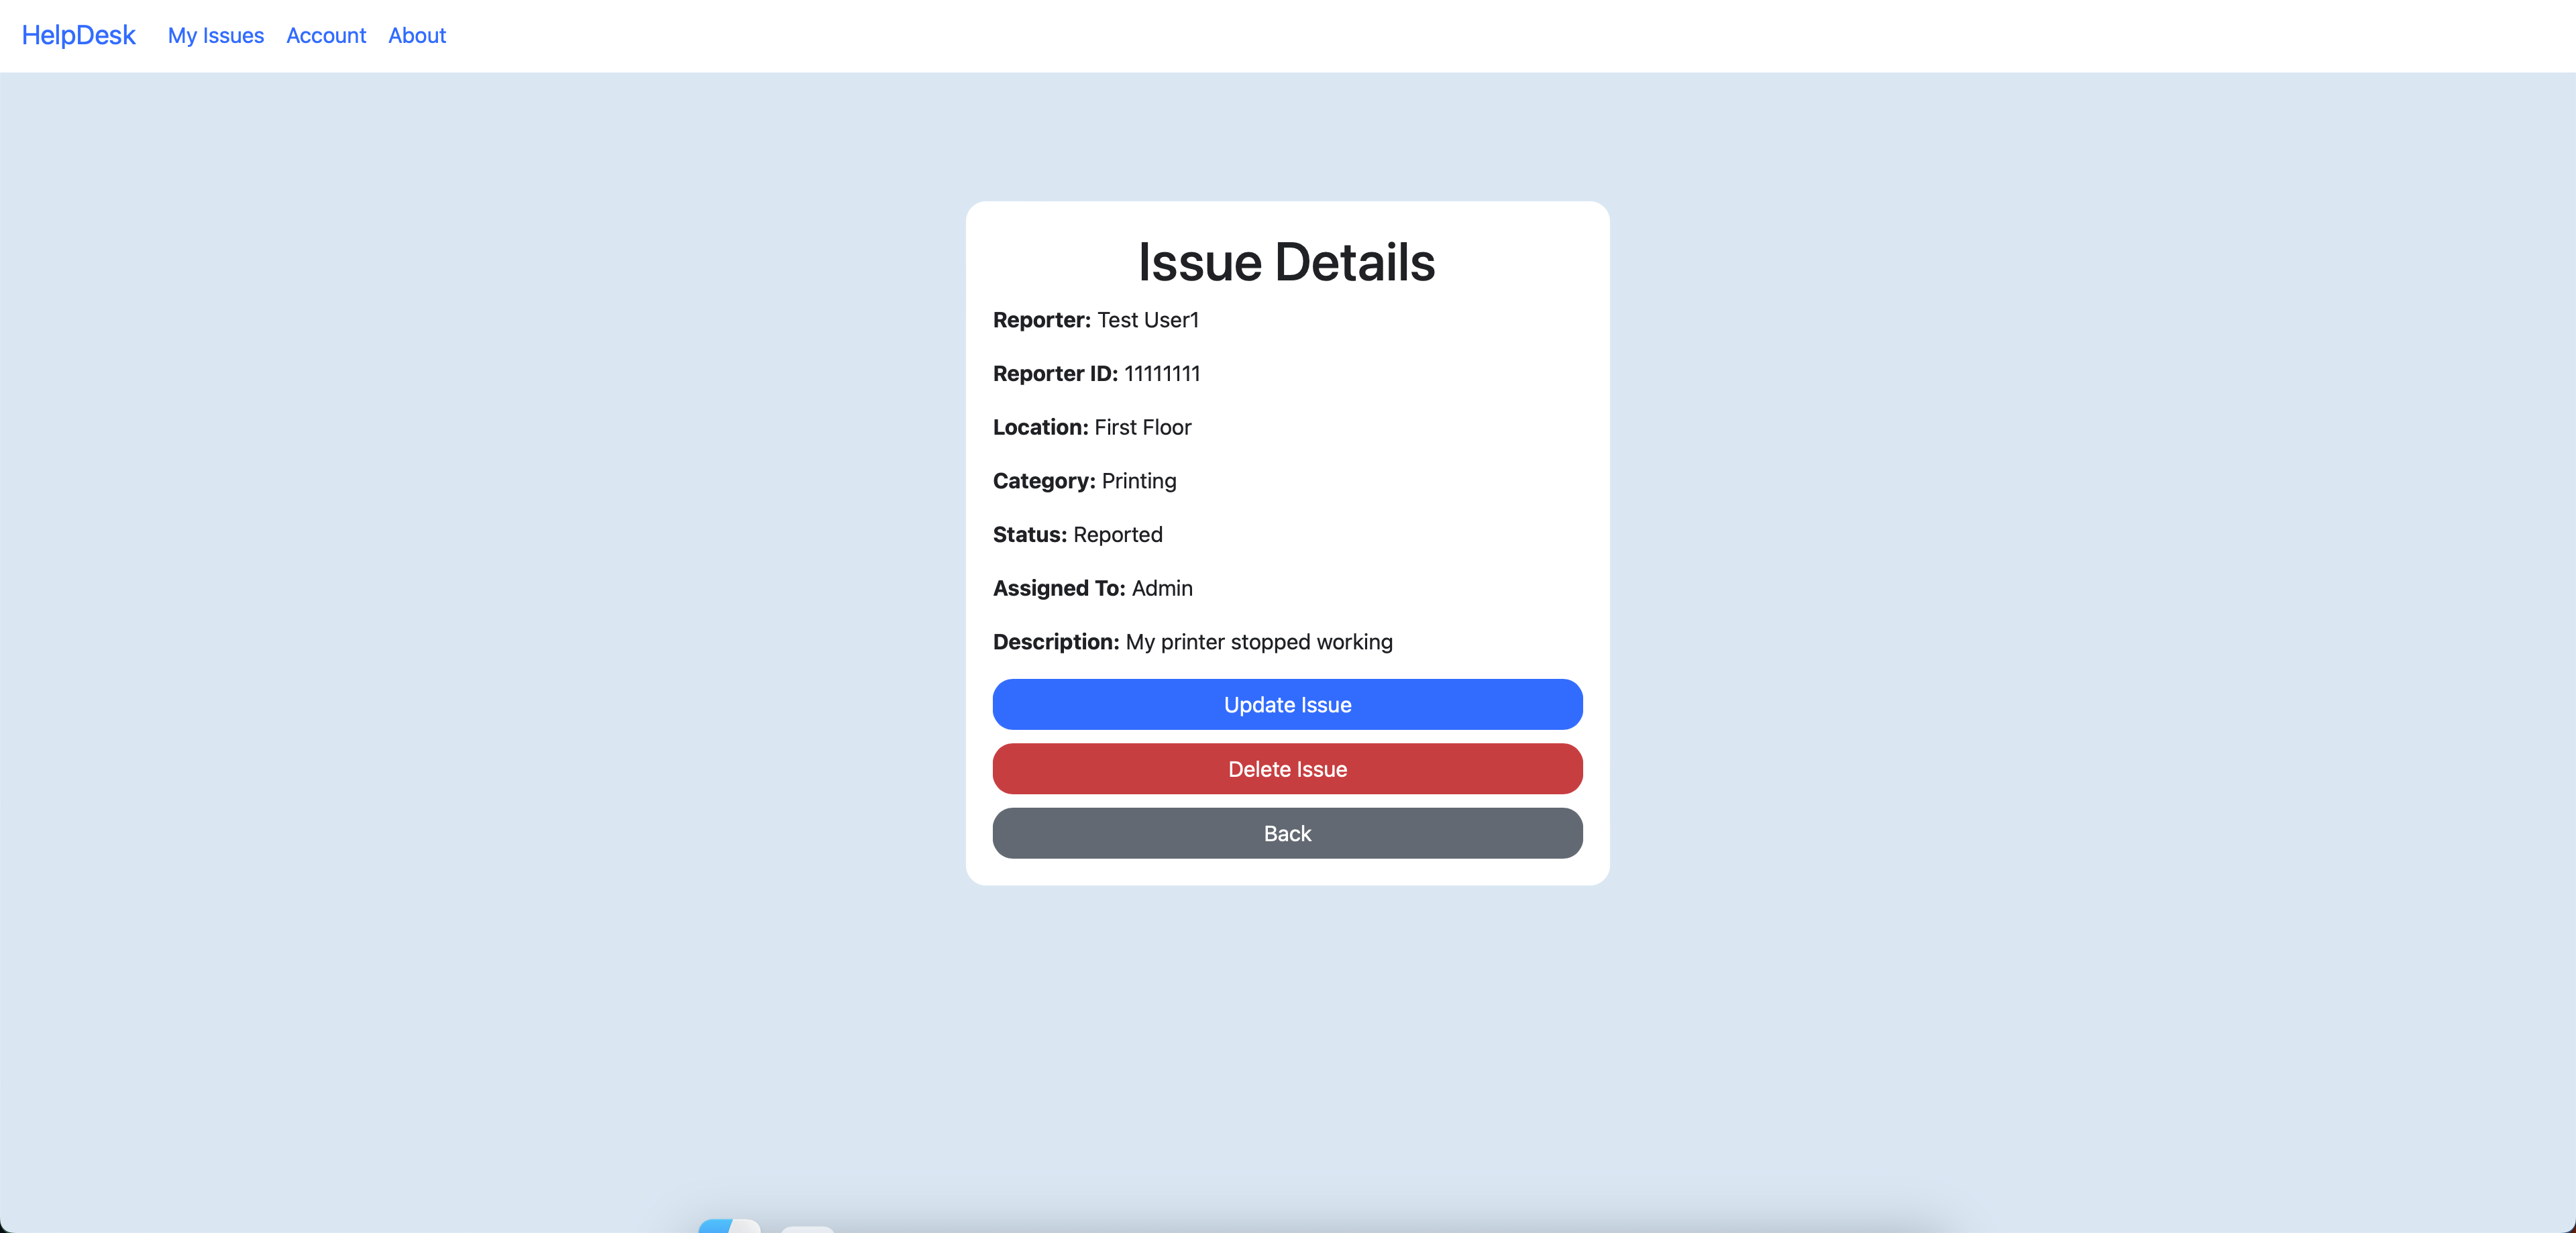 HelpDesk My Issues Account About
Issue Details
Reporter: Test User1
Reporter ID: 11111111
Location: First Floor
Category: Printing
Status: Reported
Assigned To: Admin
Description: My printer stopped working
Update Issue
Delete Issue
Back